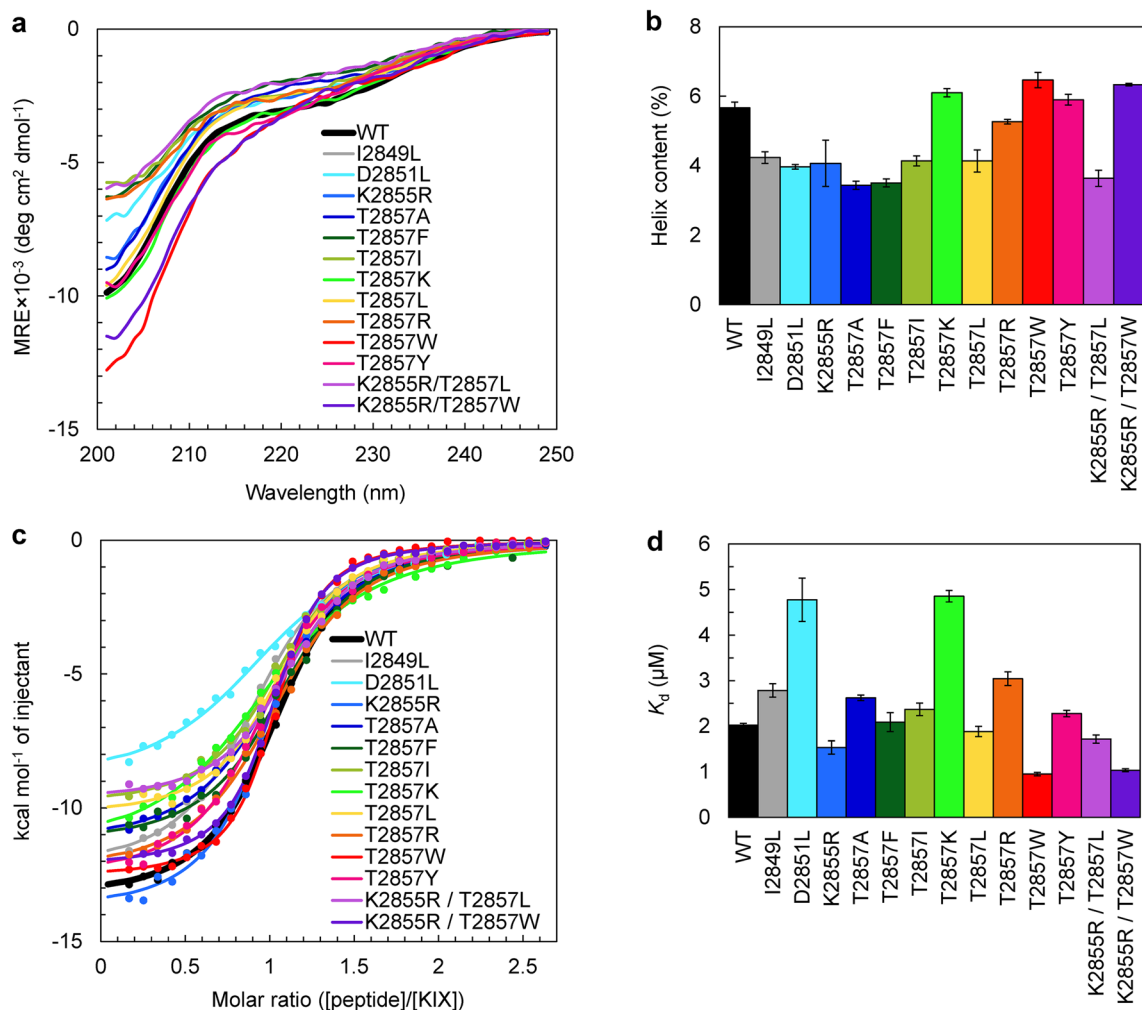 a
0
-5
-10
-15
MRE×10⁻³ (deg cm² dmol⁻¹)
200
210
220
230
240
250
Wavelength (nm)
WT
I2849L
D2851L
K2855R
T2857A
T2857F
T2857I
T2857K
T2857L
T2857R
T2857W
T2857Y
K2855R/T2857L
K2855R/T2857W
b
8
6
4
2
0
Helix content (%)
WT
I2849L
D2851L
K2855R
T2857A
T2857F
T2857I
T2857K
T2857L
T2857R
T2857W
T2857Y
K2855R / T2857L
K2855R / T2857W
c
0
-5
-10
-15
kcal mol⁻¹ of injectant
0
0.5
1
1.5
2
2.5
Molar ratio ([peptide]/[KIX])
WT
I2849L
D2851L
K2855R
T2857A
T2857F
T2857I
T2857K
T2857L
T2857R
T2857W
T2857Y
K2855R / T2857L
K2855R / T2857W
d
6
5
4
3
2
1
0
Kd (µM)
WT
I2849L
D2851L
K2855R
T2857A
T2857F
T2857I
T2857K
T2857L
T2857R
T2857W
T2857Y
K2855R / T2857L
K2855R / T2857W